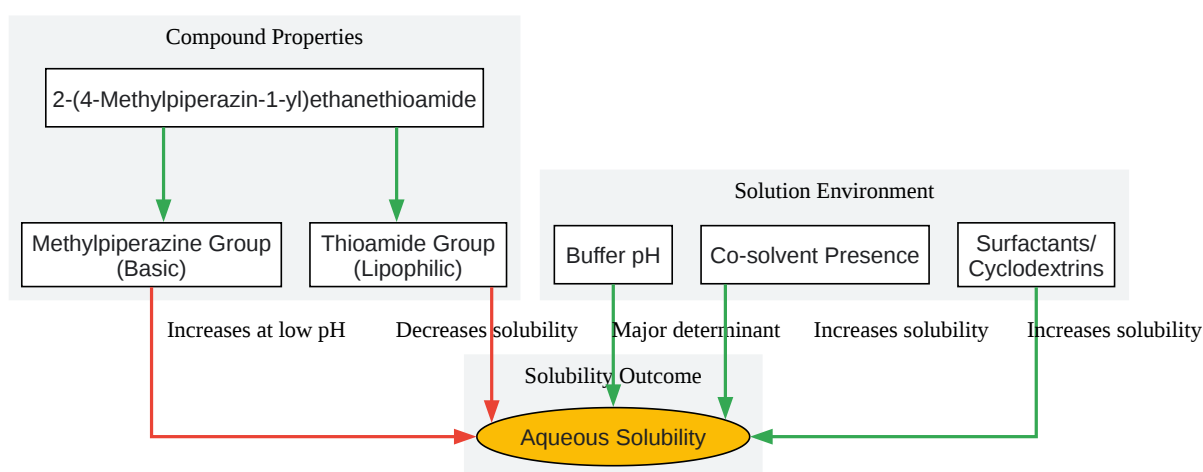 Compound Properties
2-(4-Methylpiperazin-1-yl)ethanethioamide
Solution Environment
Methylpiperazine Group
(Basic)
Thioamide Group
(Lipophilic)
Buffer pH
Co-solvent Presence
Surfactants/
Cyclodextrins
Increases at low pH
Decreases solubility
Major determinant
Increases solubility
Increases solubility
Solubility Outcome
Aqueous Solubility